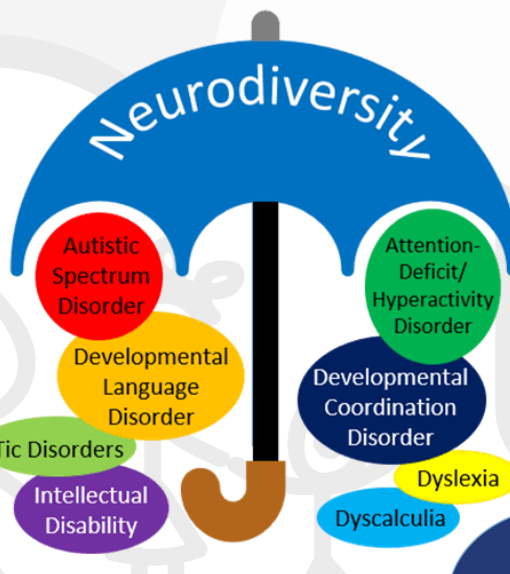 Neurodiversity
Autistic
Spectrum
Disorder
Developmental
Language
Disorder
Tic Disorders
Intellectual
Disability
Attention-
Deficit/
Hyperactivity
Disorder
Developmental
Coordination
Disorder
Dyslexia
Dyscalculia